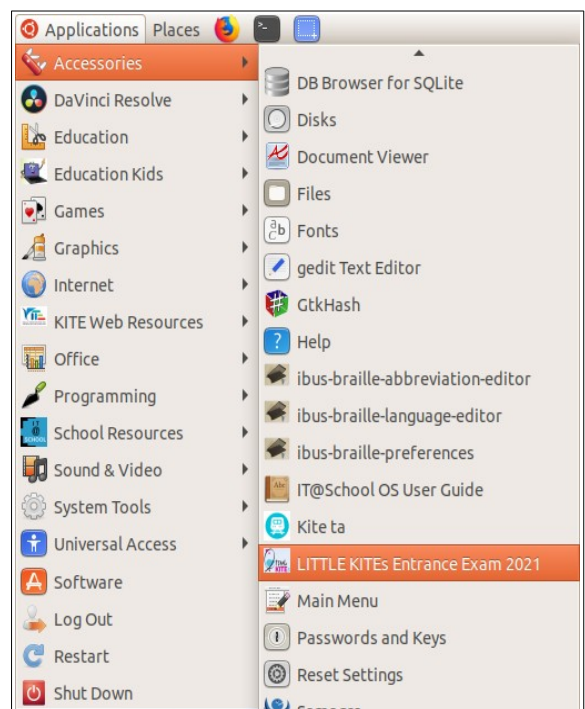 Applications Places
Accessories
DaVinci Resolve
Education
Education Kids
Games
Graphics
Internet
KITE Web Resources
Office
Programming
School Resources
Sound & Video
System Tools
Universal Access
Software
Log Out
Restart
Shut Down
DB Browser for SQLite
Disks
Document Viewer
Files
Fonts
gedit Text Editor
GtkHash
Help
ibus-braille-abbreviation-editor
ibus-braille-language-editor
ibus-braille-preferences
IT@School OS User Guide
Kite ta
LITTLE KITEs Entrance Exam 2021
Main Menu
Passwords and Keys
Reset Settings